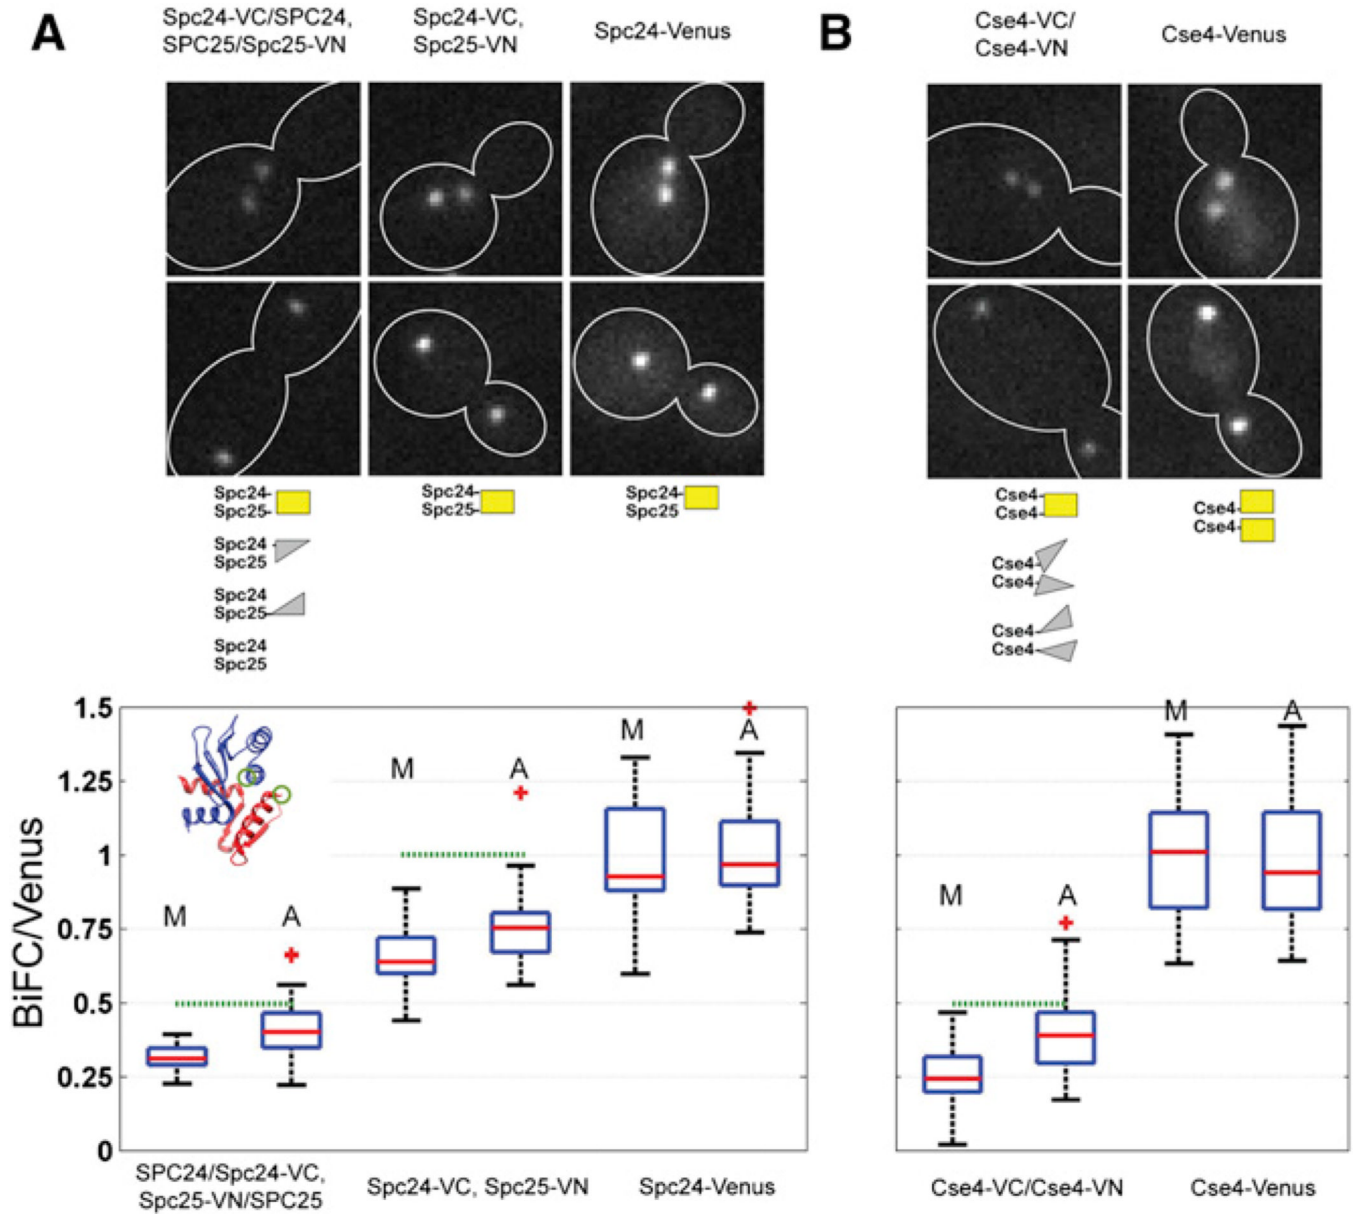 A
Spc24-VC/SPC24,
SPC25/Spc25-VN
Spc24-VC,
Spc25-VN
Spc24-Venus
B
Cse4-VC/
Cse4-VN
Cse4-Venus
Spc24-
Spc25-
Spc24-
Spc25
Spc24
Spc25-
Spc24
Spc25
Spc24-
Spc25-
Spc24-
Spc25
Cse4-
Cse4-
Cse4-
Cse4-
Cse4-
Cse4-
Cse4-
Cse4-
BiFC/Venus
1.5
1.25
1
0.75
0.5
0.25
0
M
A
M
A
M
A
SPC24/Spc24-VC,
Spc25-VN/SPC25
Spc24-VC, Spc25-VN
Spc24-Venus
M
A
M
A
Cse4-VC/Cse4-VN
Cse4-Venus